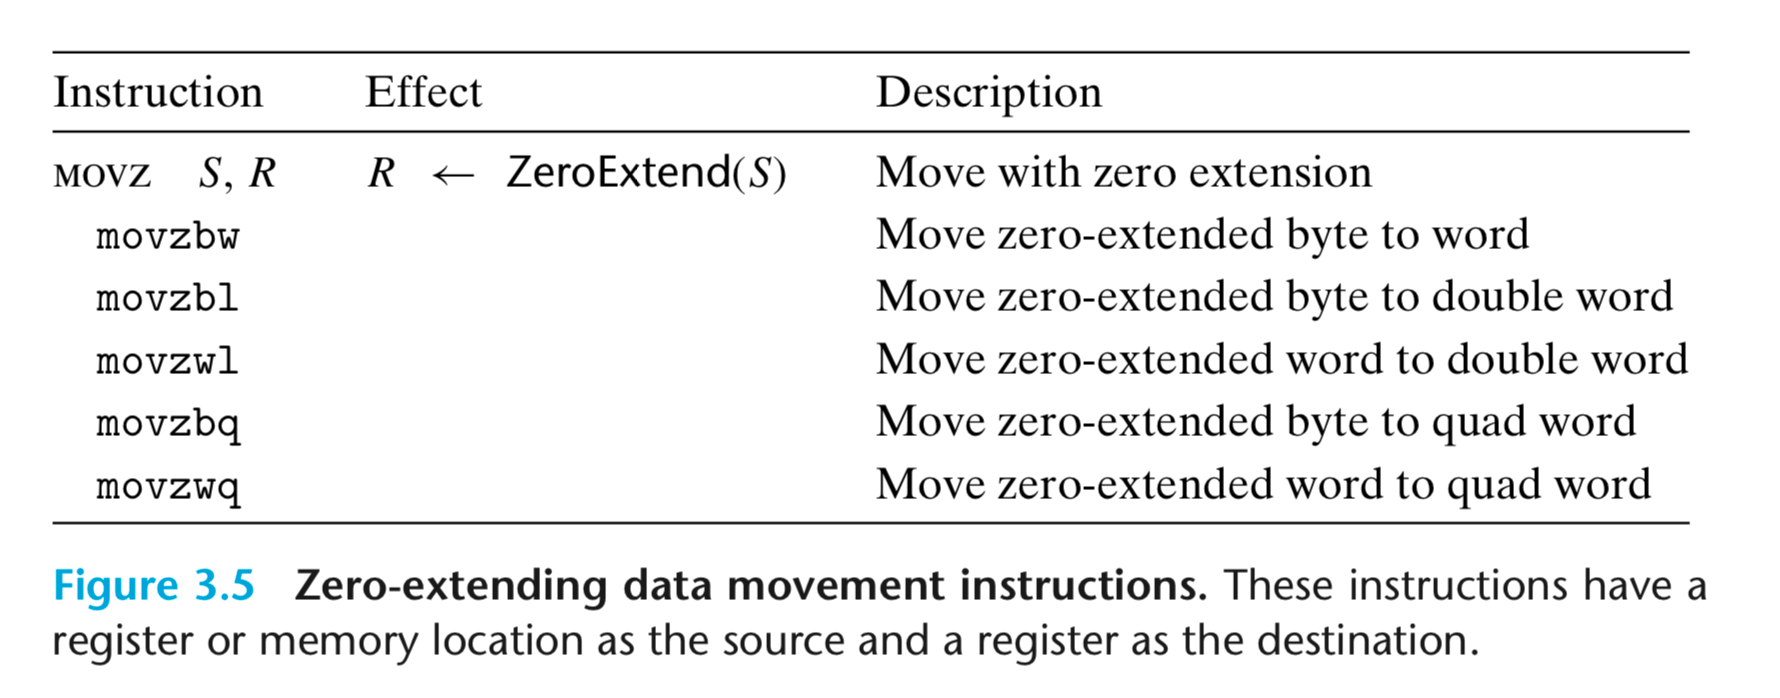 Instruction Effect Description
MOVZ S, R R ← ZeroExtend(S) Move with zero extension
movzbw Move zero-extended byte to word
movzbl Move zero-extended byte to double word
movzwl Move zero-extended word to double word
movzbq Move zero-extended byte to quad word
movzwq Move zero-extended word to quad word
Figure 3.5 Zero-extending data movement instructions. These instructions have a
register or memory location as the source and a register as the destination.